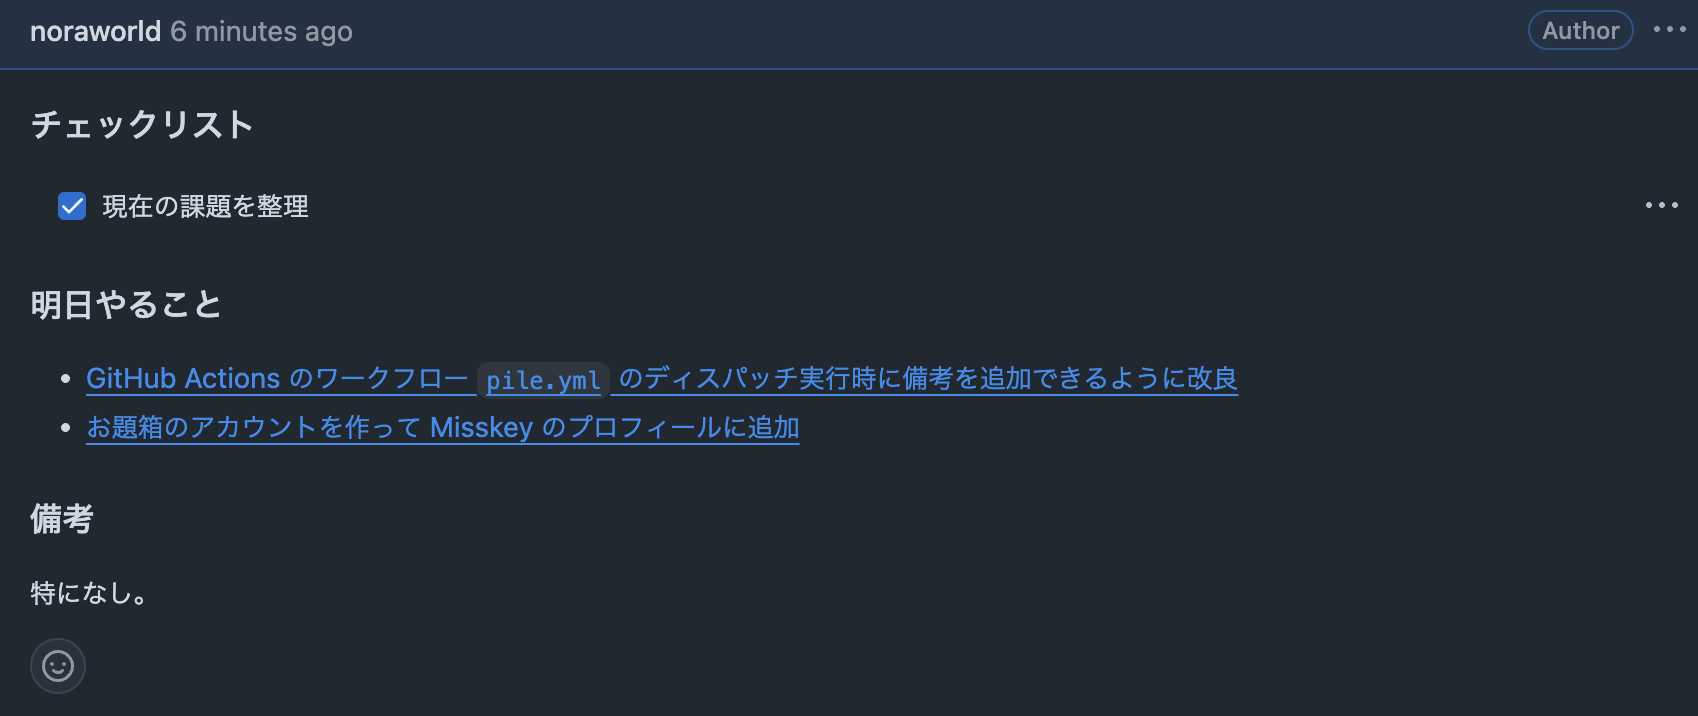 noraworld 6 minutes ago Author
チェックリスト
現在の課題を整理
明日やること
GitHub Actions のワークフロー pile.yml のディスパッチ実行時に備考を追加できるように改良
お題箱のアカウントを作って Misskey のプロフィールに追加
備考
特になし。